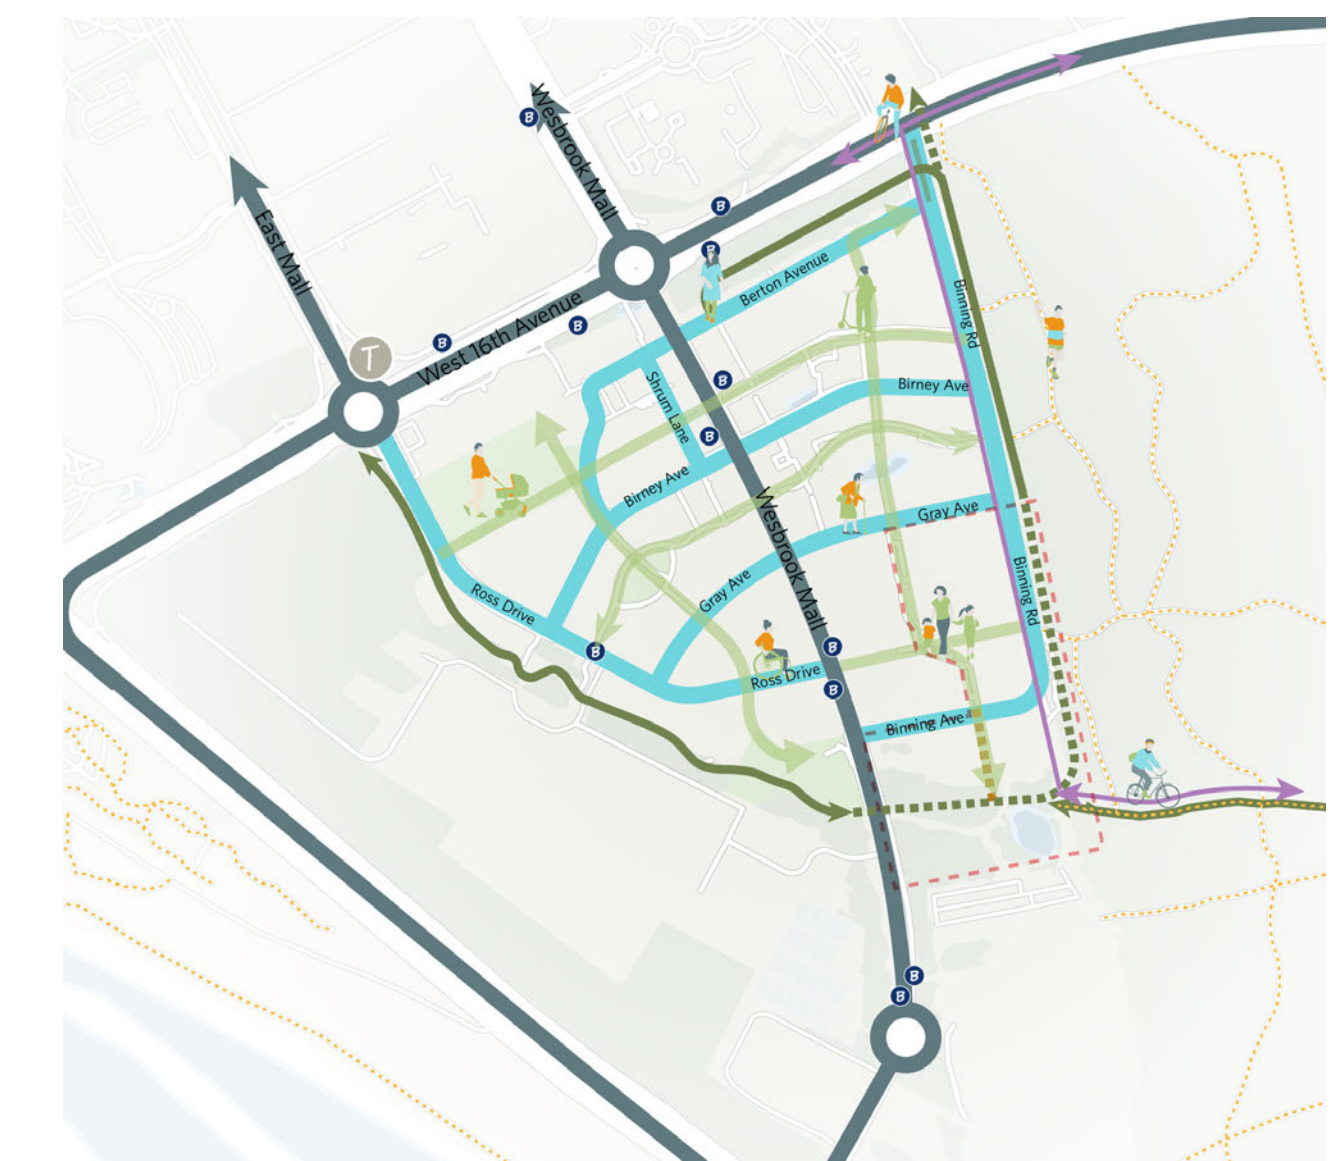 B
Wesbrook Mall
B
East Mall
B
Berton Avenue
Binning Rd
T
B
B
West 16th Avenue
B
Shrum Lane
Birney Ave
B
Birney Ave
Gray Ave
Wesbrook Mall
Gray Ave
Binning Rd
Ross Drive
B
B
Ross Drive
B
Binning Ave
B
B